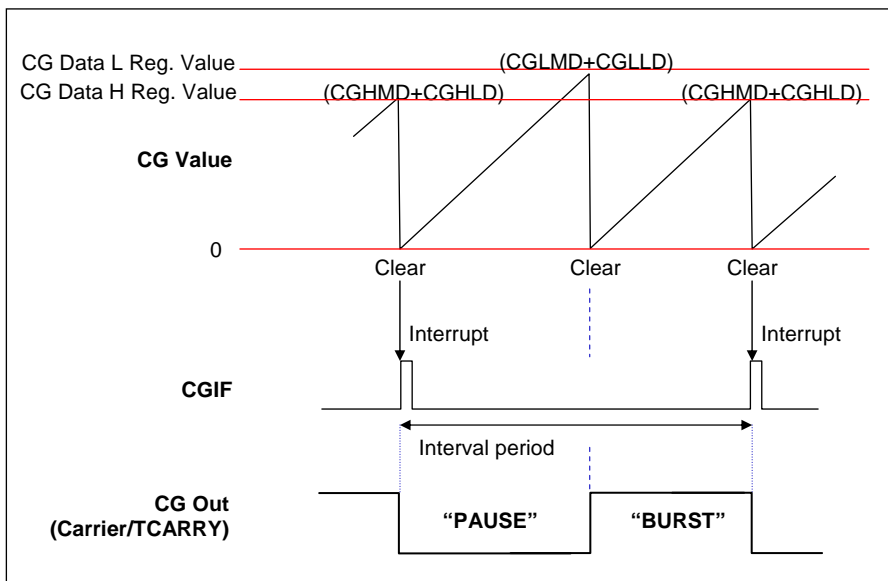 CG Data L Reg. Value
(CGLMD+CGLLD)
CG Data H Reg. Value
(CGHMD+CGHLD)
(CGHMD+CGHLD)
CG Value
0
Clear
Clear
Clear
Interrupt
Interrupt
CGIF
Interval period
CG Out
(Carrier/TCARRY)
“PAUSE”
“BURST”